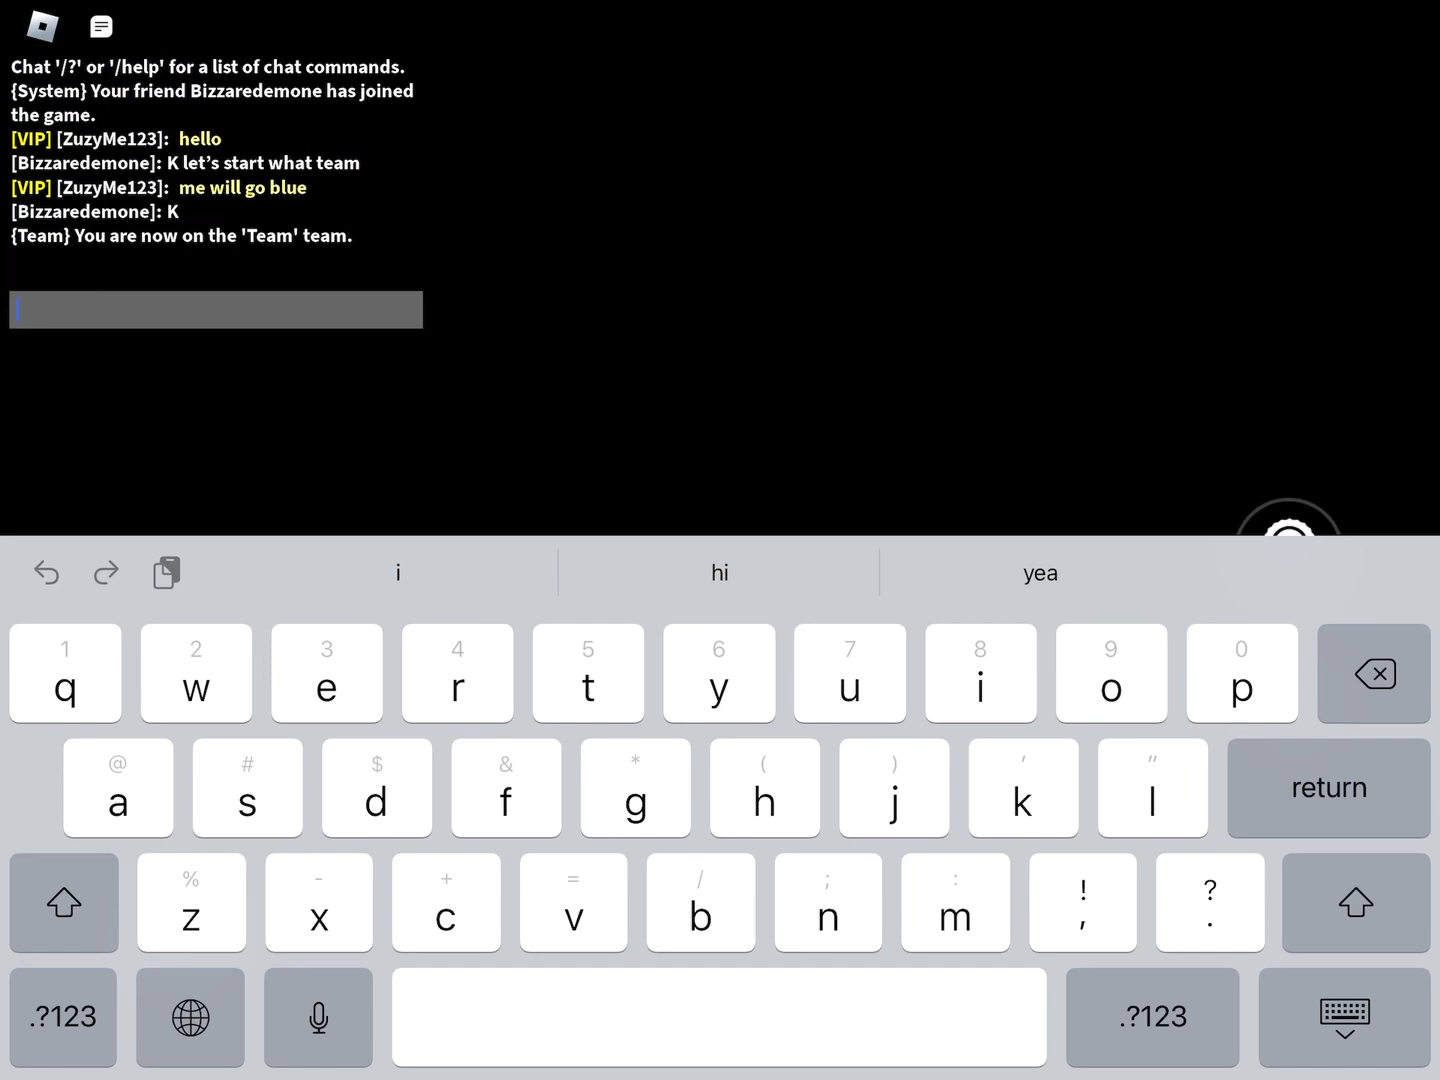 Chat '/?' or '/help' for a list of chat commands.
{System} Your friend Bizzaredemone has joined
the game.
[VIP] [ZuzyMe123]: hello
[Bizzaredemone]: K let’s start what team
[VIP] [ZuzyMe123]: me will go blue
[Bizzaredemone]: K
{Team} You are now on the 'Team' team.
i hi yea
1 2 3 4 5 6 7 8 9 0
q w e r t y u i o p
@ # $ & * ( ) ' "
a s d f g h j k l return
% - + = / ; : ! ?
z x c v b n m , .
.?123 .?123